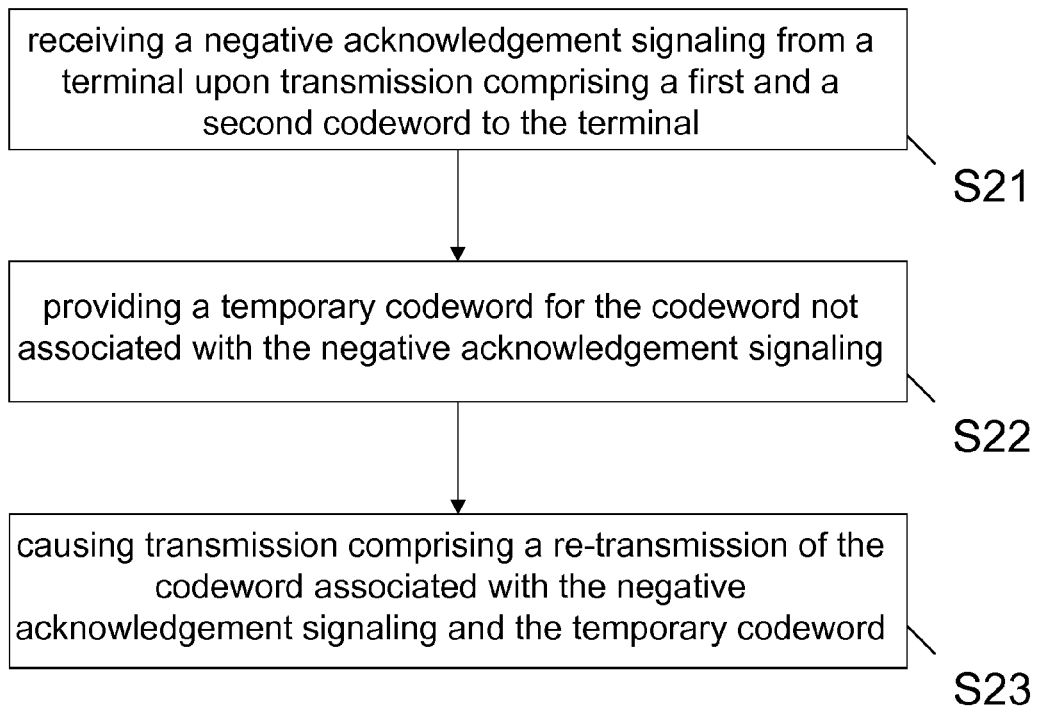 receiving a negative acknowledgement signaling from a
terminal upon transmission comprising a first and a
second codeword to the terminal
S21
providing a temporary codeword for the codeword not
associated with the negative acknowledgement signaling
S22
causing transmission comprising a re-transmission of the
codeword associated with the negative
acknowledgement signaling and the temporary codeword
S23